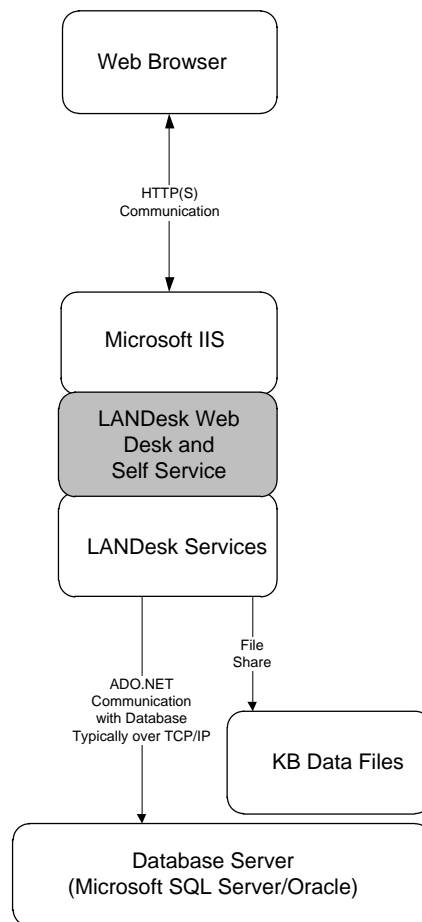 Web Browser
HTTP(S)
Communication
Microsoft IIS
LANDesk Web
Desk and
Self Service
LANDesk Services
File
Share
ADO.NET
Communication
with Database
Typically over TCP/IP
KB Data Files
Database Server
(Microsoft SQL Server/Oracle)